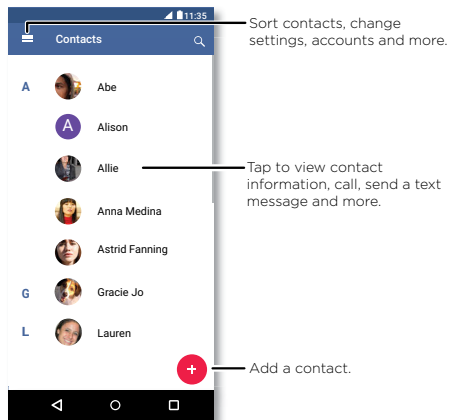 11:35
Contacts
Sort contacts, change
settings, accounts and more.
A
Abe
A
Alison
Allie
Tap to view contact
information, call, send a text
message and more.
Anna Medina
Astrid Fanning
G
Gracie Jo
L
Lauren
+
Add a contact.